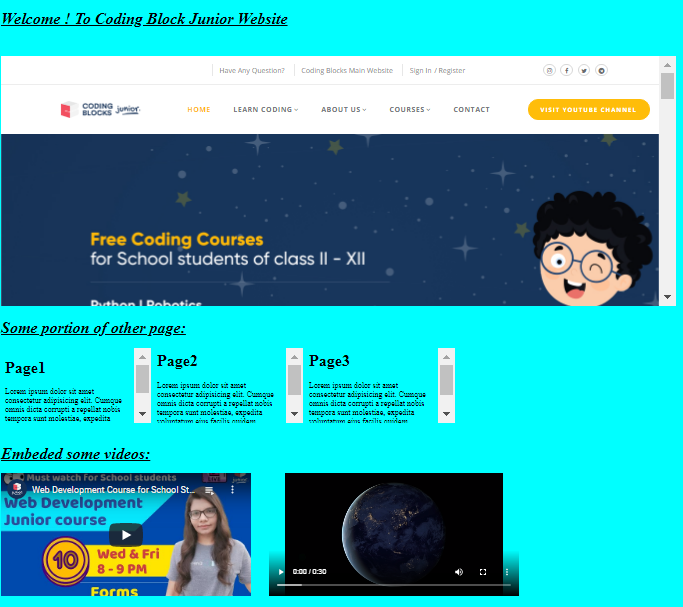 Welcome ! To Coding Block Junior Website
Have Any Question? Coding Blocks Main Website Sign In / Register
CODING BLOCKS junior HOME LEARN CODING ABOUT US COURSES CONTACT VISIT YOUTUBE CHANNEL
Free Coding Courses
for School students of class II - XII
Python | Robotics
Some portion of other page:
Page1
Lorem ipsum dolor sit amet
consectetur adipisicing elit. Cumque
omnis dicta corrupti a repellat nobis
tempora sunt molestiae, expedita
Page2
Lorem ipsum dolor sit amet
consectetur adipisicing elit. Cumque
omnis dicta corrupti a repellat nobis
tempora sunt molestiae, expedita
voluptatum eius facilis quidem
Page3
Lorem ipsum dolor sit amet
consectetur adipisicing elit. Cumque
omnis dicta corrupti a repellat nobis
tempora sunt molestiae, expedita
voluptatum eius facilis quidem
Embeded some videos:
Must watch for School students
Web Development Course for School St...
Web Development
Junior course
10 Wed & Fri
8 - 9 PM
Forms
0:00 / 0:30